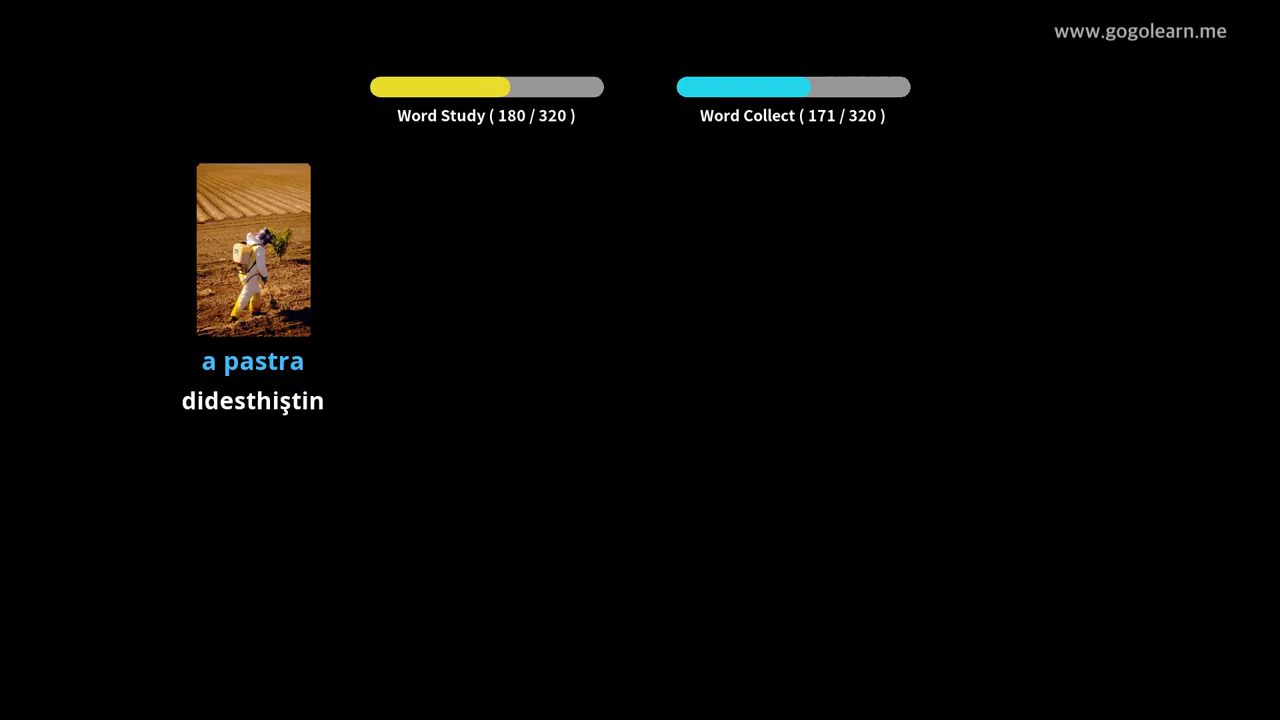 www.gogolearn.me
Word Study ( 180 / 320 )
Word Collect ( 171 / 320 )
a pastra
didesthiştin